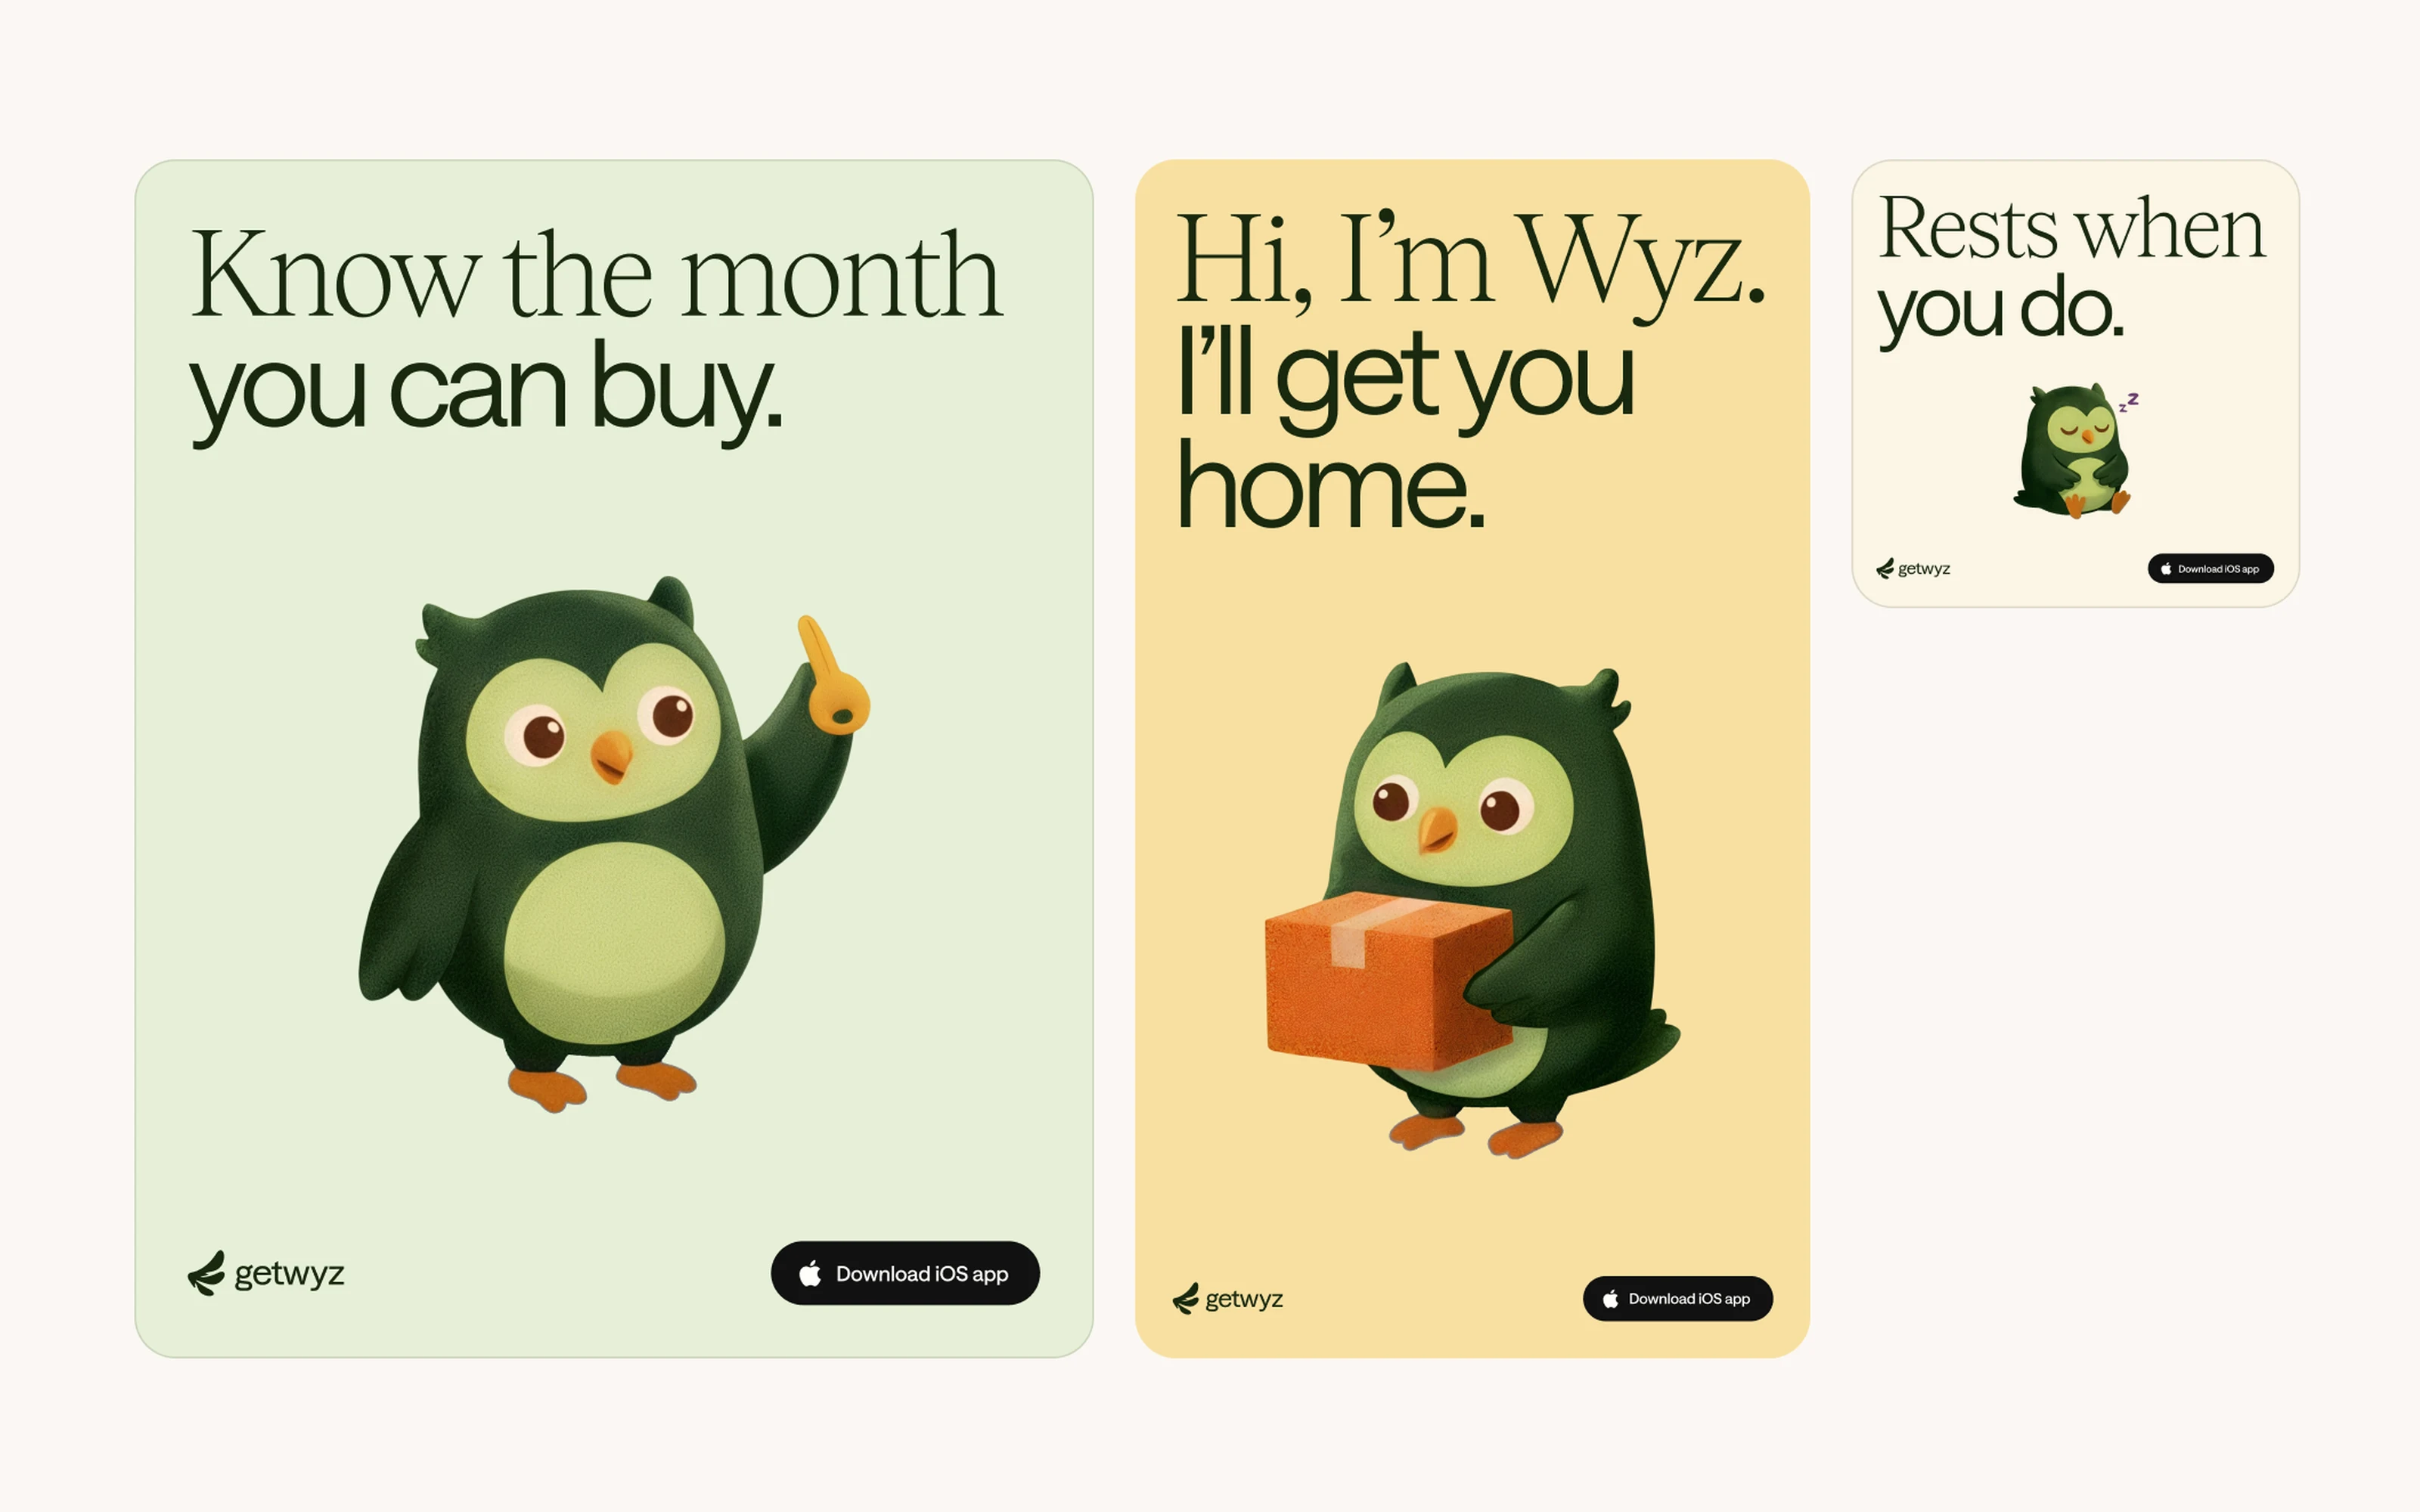 Know the month
you can buy.
getwyz
Download iOS app
Hi, I’m Wyz.
I’ll get you
home.
getwyz
Download iOS app
Rests when
you do.
z z
getwyz
Download iOS app